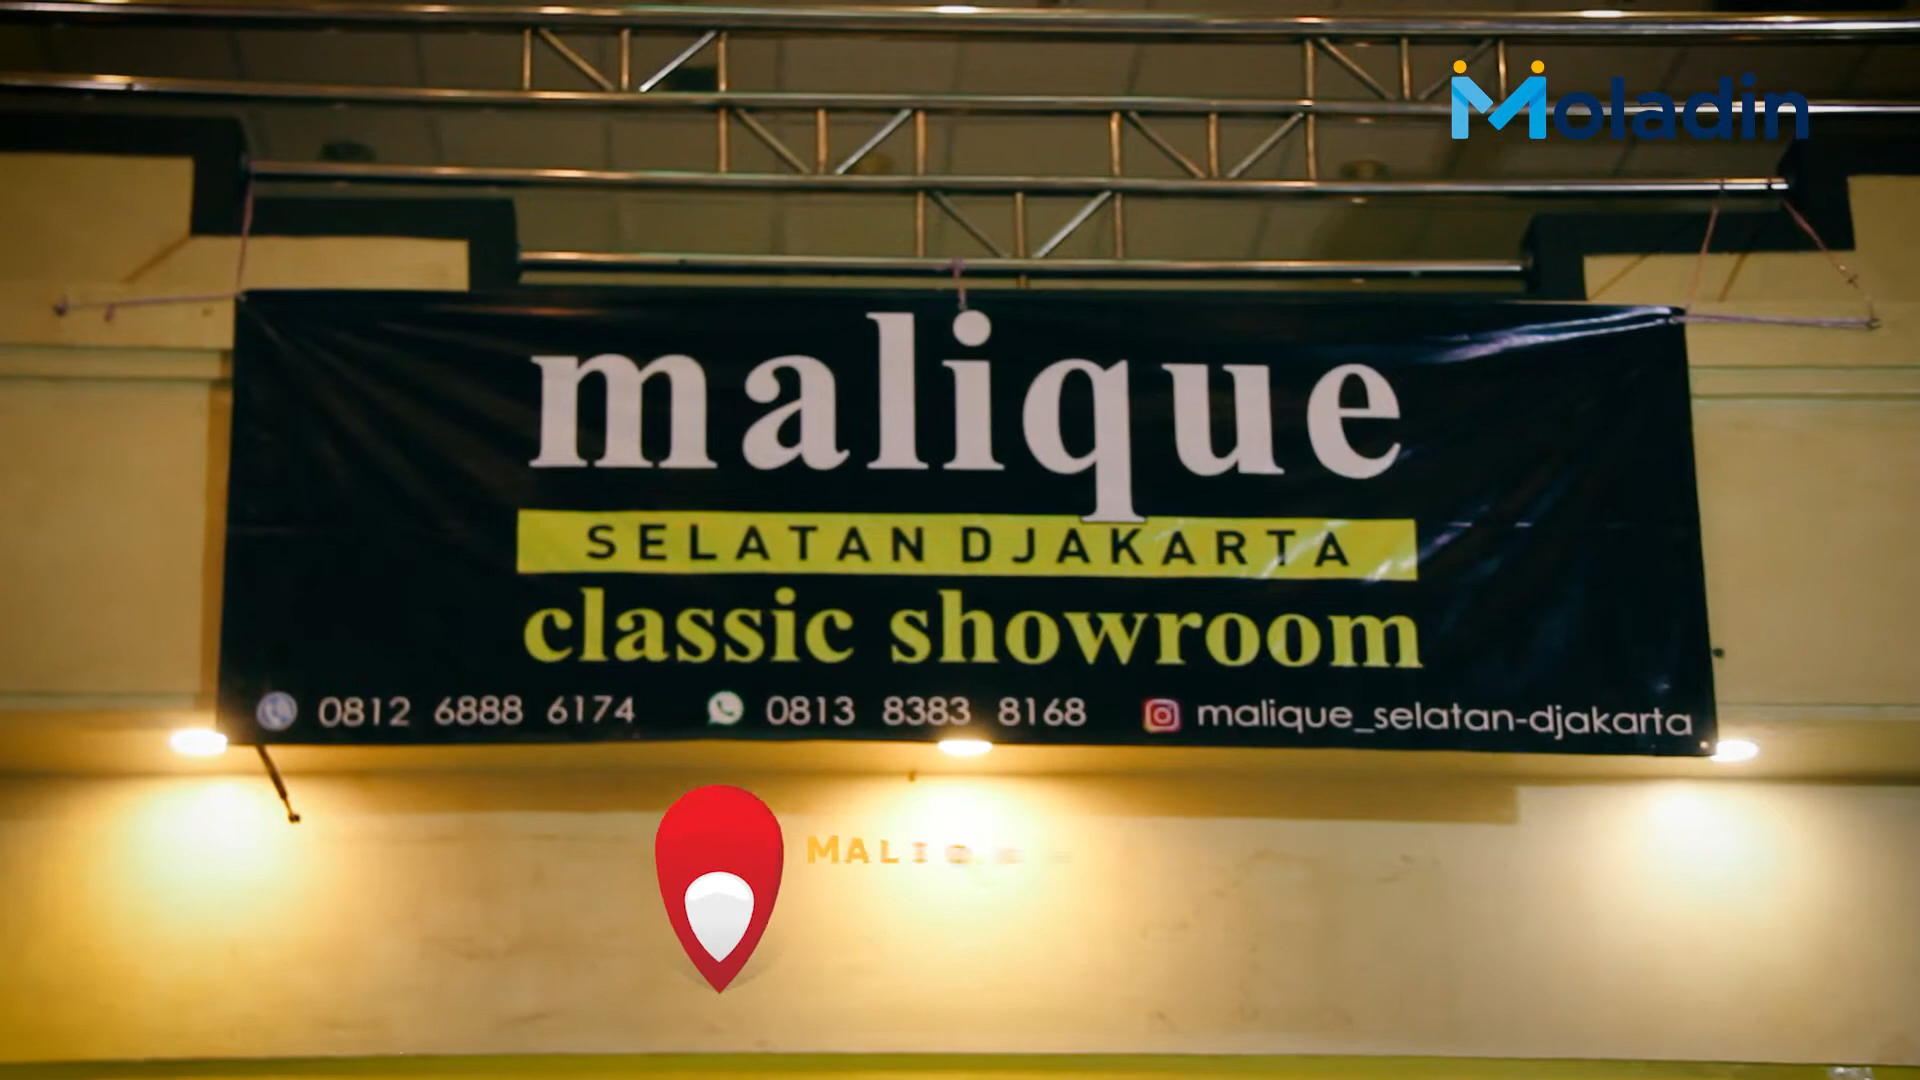 Moladin
malique
SELATAN DJAKARTA
classic showroom
0812 6888 6174 0813 8383 8168 malique_selatan-djakarta